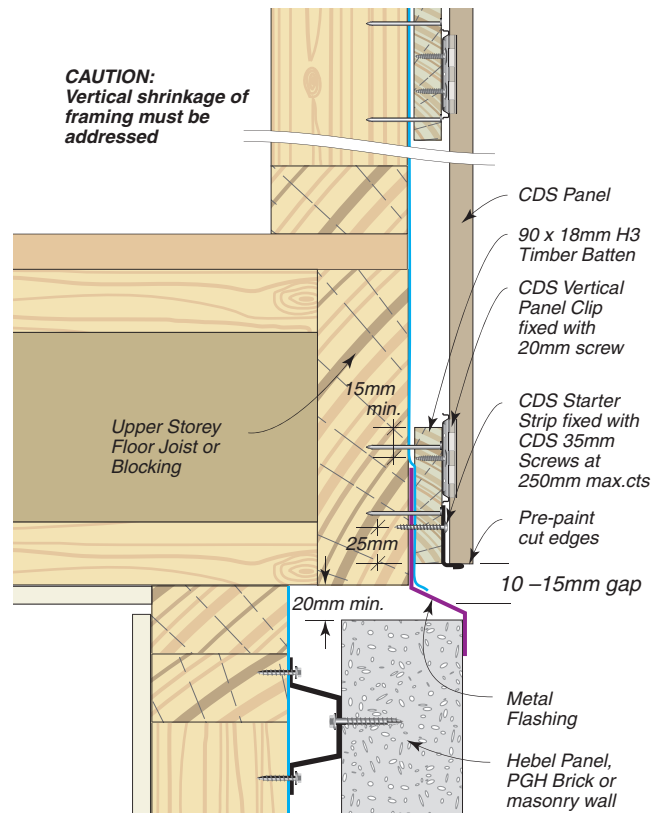 CAUTION:
Vertical shrinkage of
framing must be
addressed
CDS Panel
90 x 18mm H3
Timber Batten
CDS Vertical
Panel Clip
fixed with
20mm screw
15mm
min.
CDS Starter
Strip fixed with
CDS 35mm
Screws at
250mm max.cts
Upper Storey
Floor Joist or
Blocking
Pre-paint
cut edges
25mm
10 –15mm gap
20mm min.
Metal
Flashing
Hebel Panel,
PGH Brick or
masonry wall